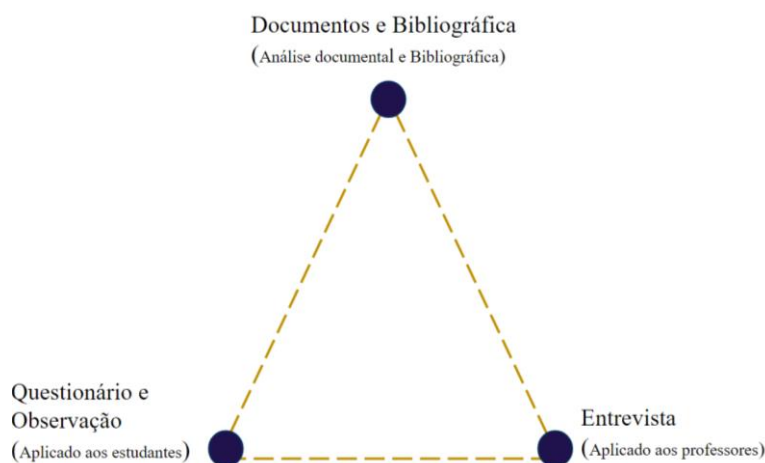 Documentos e Bibliográfica
(Análise documental e Bibliográfica)
Questionário e
Observação
(Aplicado aos estudantes)
Entrevista
(Aplicado aos professores)